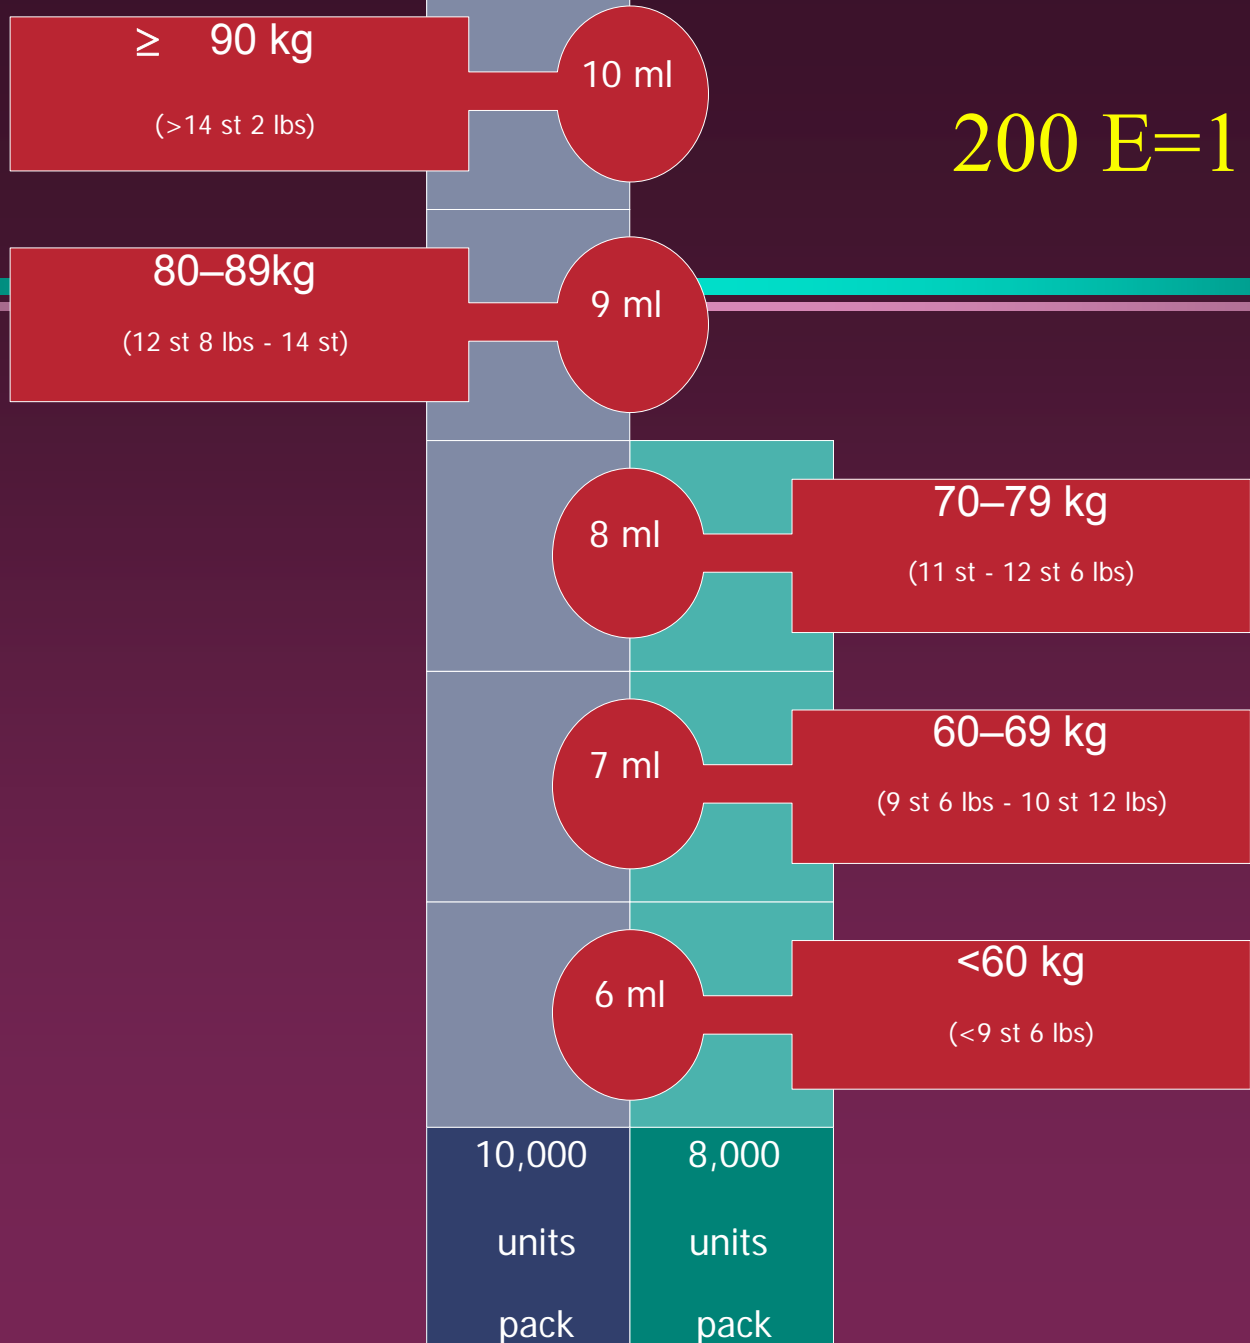 ≥ 90 kg
(>14 st 2 lbs)
10 ml
200 E=1
80–89kg
(12 st 8 lbs - 14 st)
9 ml
8 ml
70–79 kg
(11 st - 12 st 6 lbs)
7 ml
60–69 kg
(9 st 6 lbs - 10 st 12 lbs)
6 ml
<60 kg
(<9 st 6 lbs)
10,000
units
pack
8,000
units
pack